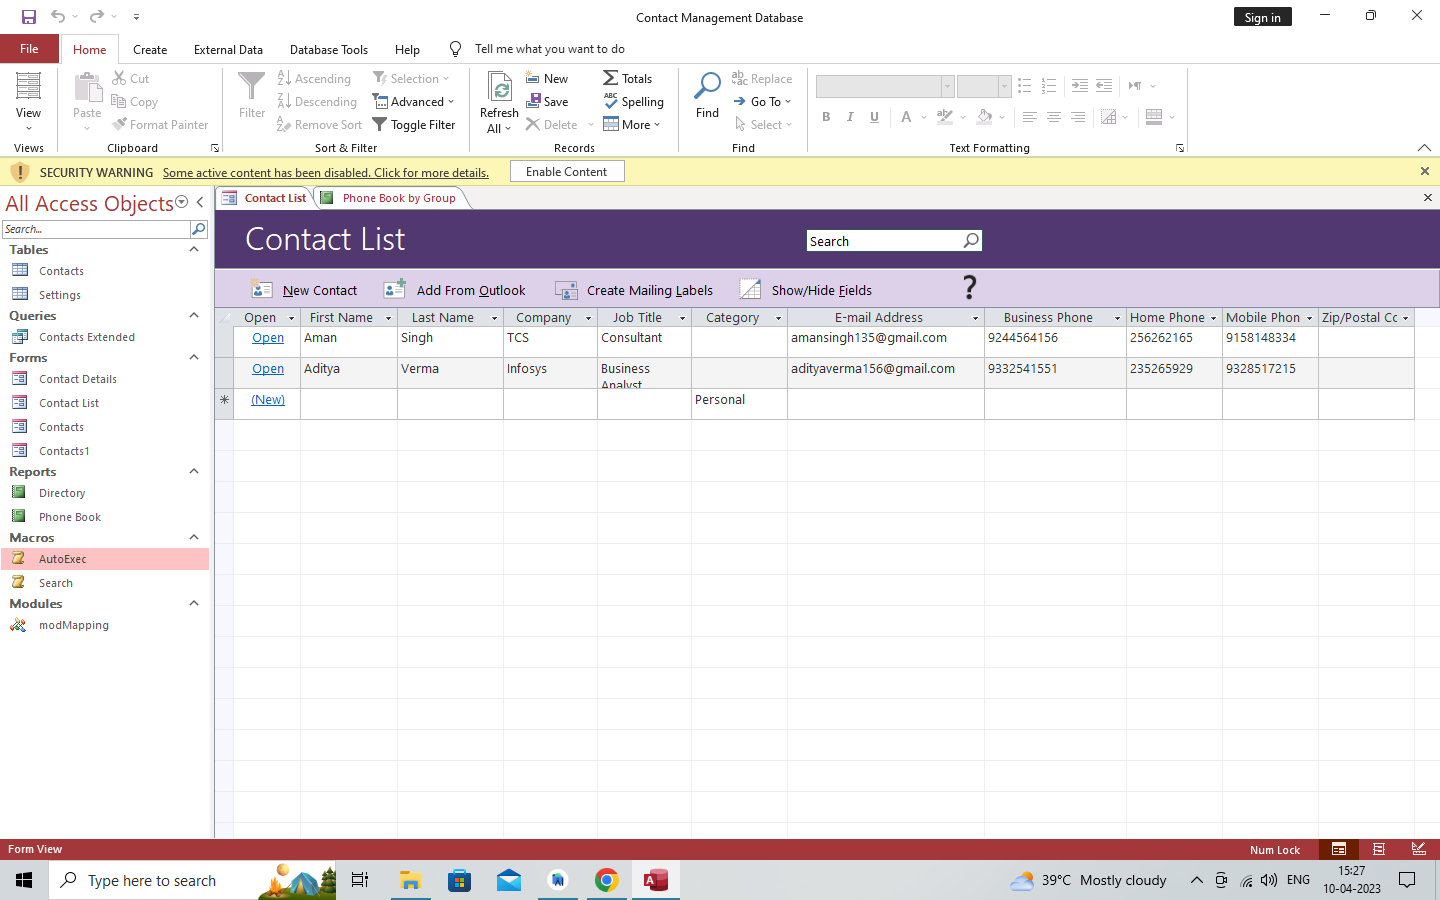 Contact Management Database
Sign in
File Home Create External Data Database Tools Help Tell me what you want to do
View
Views
Paste
Cut
Copy
Format Painter
Clipboard
Filter
Ascending
Descending
Remove Sort
Selection
Advanced
Toggle Filter
Sort & Filter
Refresh
All
New
Save
Delete
Totals
Spelling
More
Records
Find
Replace
Go To
Select
Find
B I U A
Text Formatting
SECURITY WARNING Some active content has been disabled. Click for more details. Enable Content
All Access Objects
Search...
Tables
Contacts
Settings
Queries
Contacts Extended
Forms
Contact Details
Contact List
Contacts
Contacts1
Reports
Directory
Phone Book
Macros
AutoExec
Search
Modules
modMapping
Contact List Phone Book by Group
Contact List
Search
New Contact Add From Outlook Create Mailing Labels Show/Hide Fields ?
Open First Name Last Name Company Job Title Category E-mail Address Business Phone Home Phone Mobile Phon Zip/Postal Cc
Open Aman Singh TCS Consultant amansingh135@gmail.com 9244564156 256262165 9158148334
Open Aditya Verma Infosys Business Analyst adityaverma156@gmail.com 9332541551 235265929 9328517215
(New) Personal
Form View Num Lock
Type here to search
39°C Mostly cloudy
ENG
15:27
10-04-2023